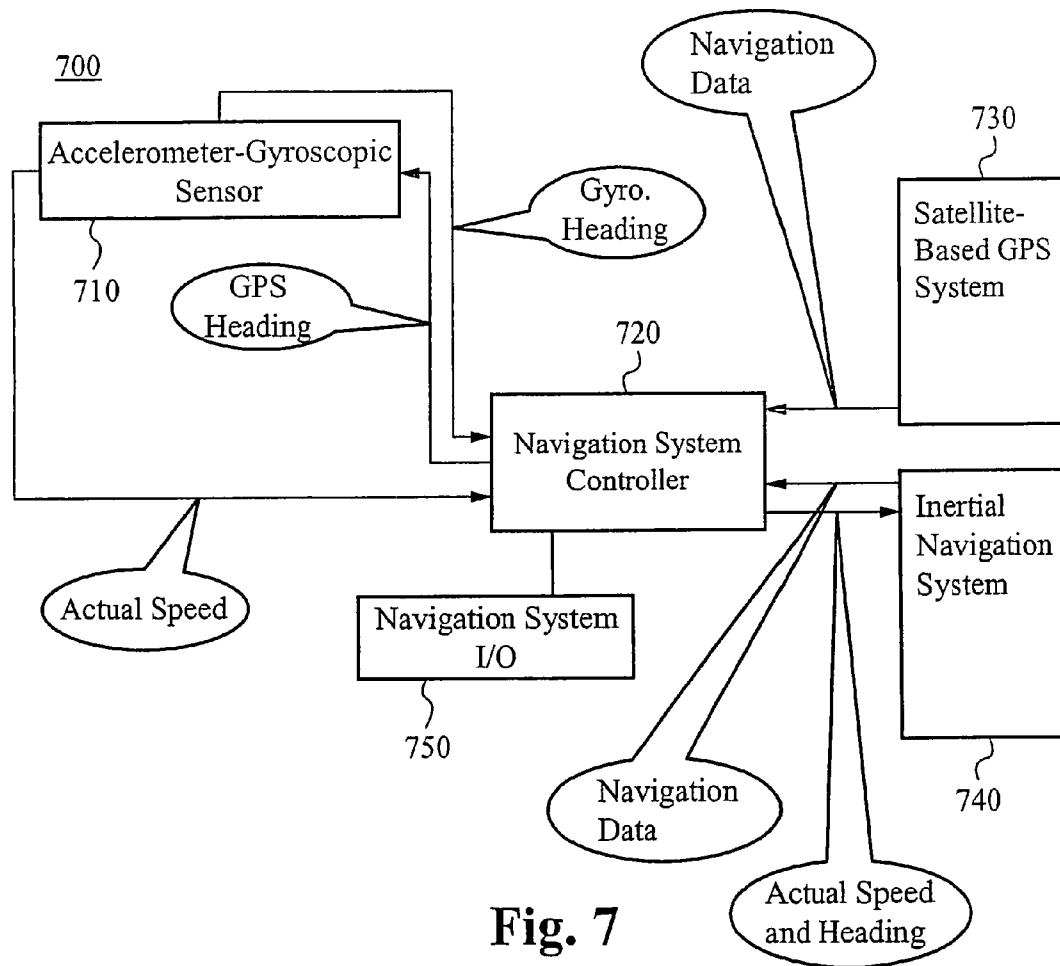 Navigation
Data
700
730
Accelerometer-Gyroscopic
Sensor
Gyro.
Heading
Satellite-
Based GPS
System
710
GPS
Heading
720
Navigation System
Controller
Inertial
Navigation
System
Actual Speed
Navigation System
I/O
750
Navigation
Data
740
Actual Speed
and Heading
Fig. 7